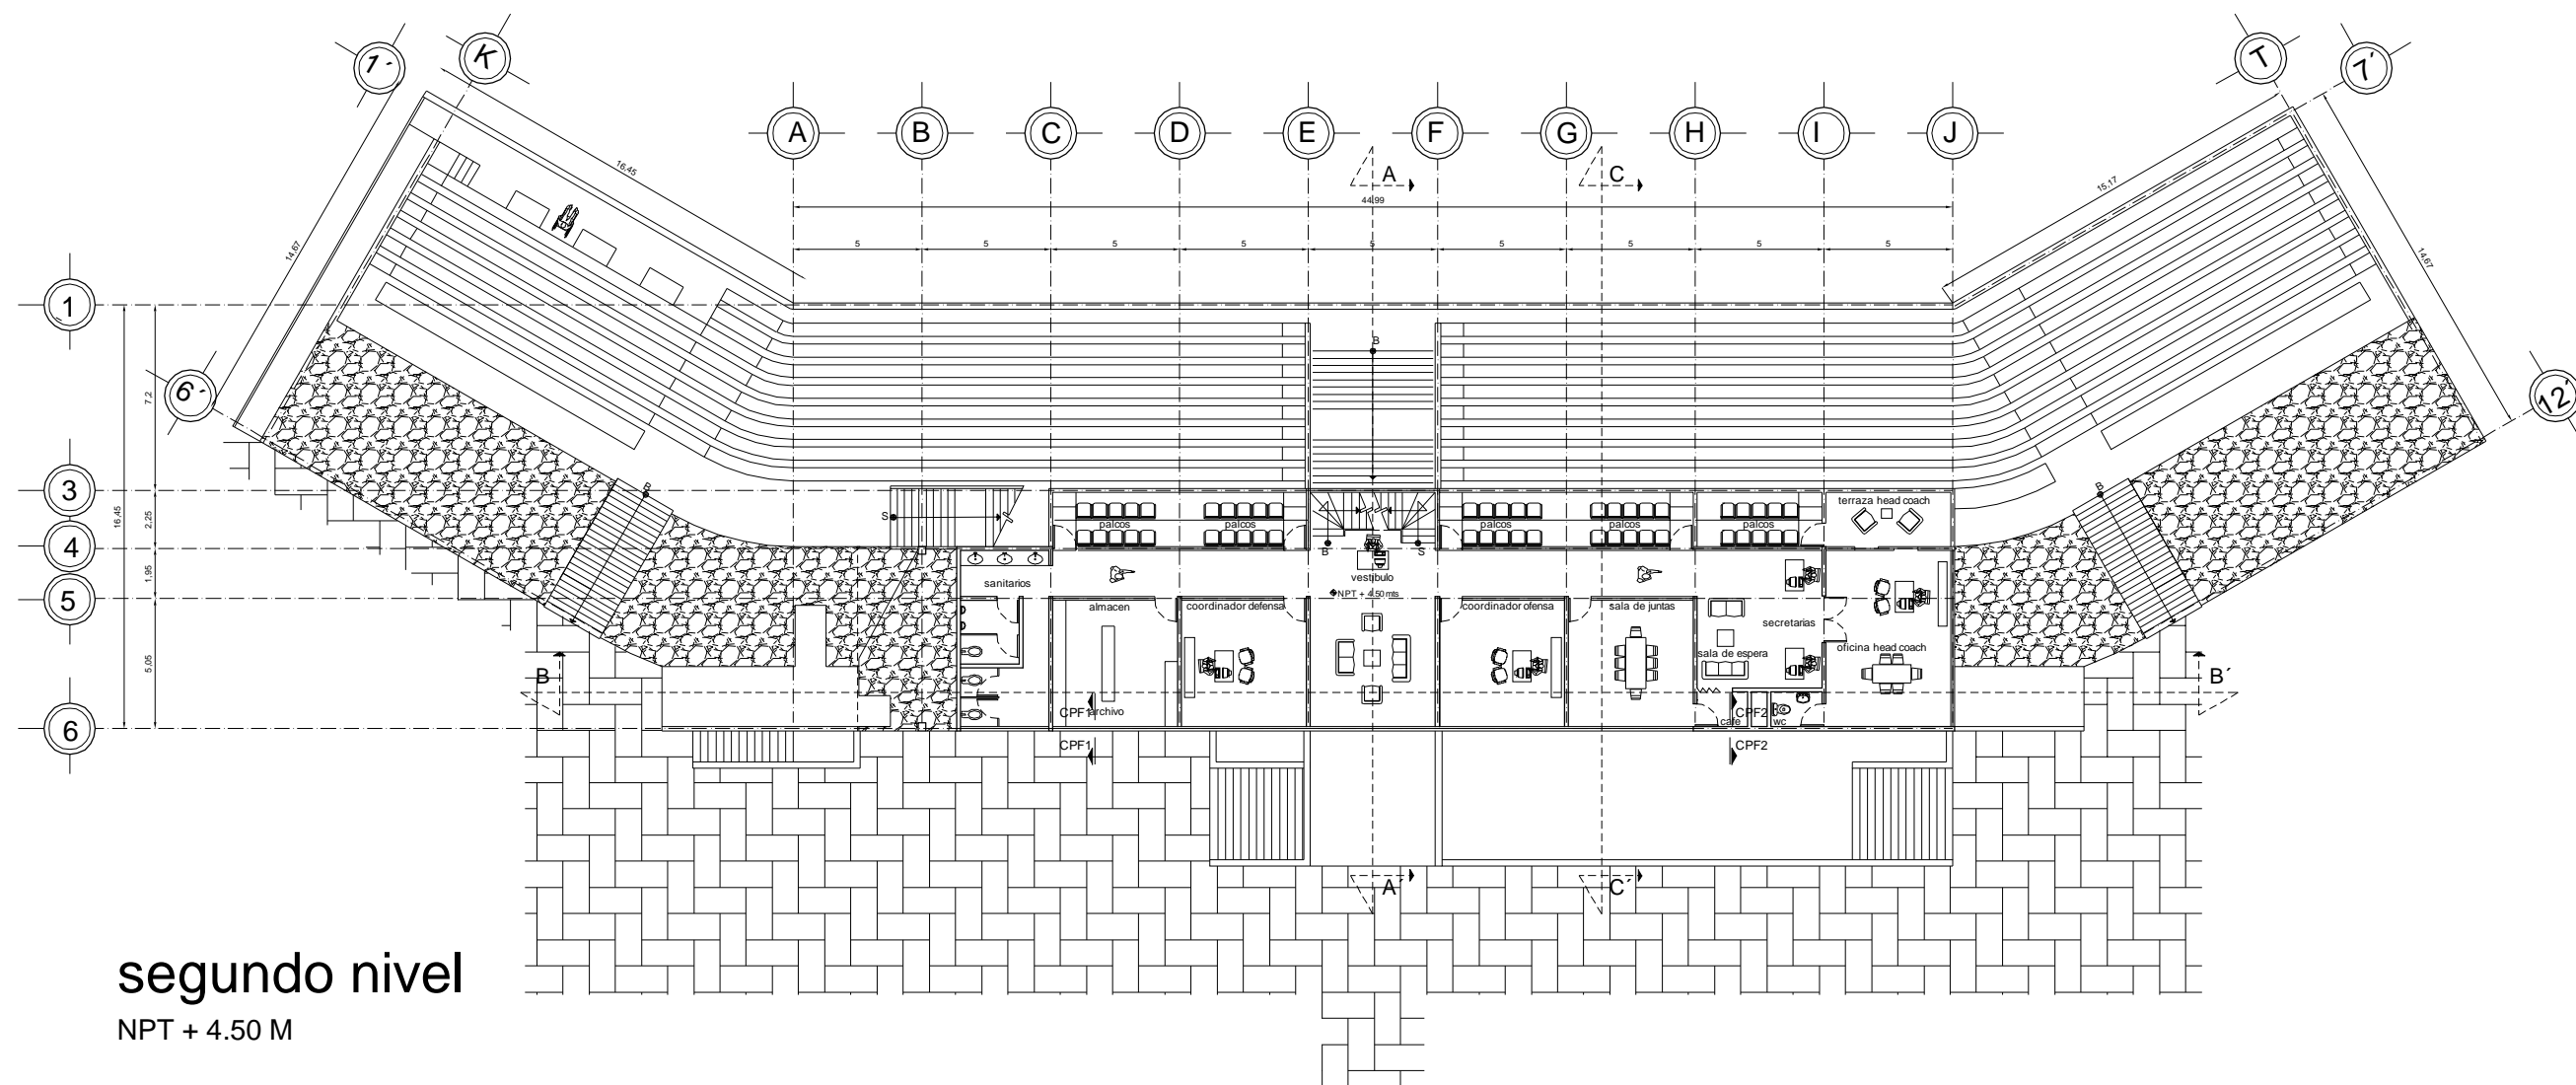 1´ K T 7´
A B C D E F G H I J
16,45 15,17
A C
44,99
5 5 5 5 5 5 5 5 5
14,67 14,67
1
B
7,2
6´ 12´
3
B B
S
terraza head coach
palcos palcos palcos palcos palcos
16,45 2,25
4
B S
vestibulo
sanitarios
1,95
NPT + 4.50 mts
5
almacen coordinador defensa coordinador ofensa sala de juntas
secretarias
oficina head coach
sala de espera
5,05
B B´
CPF1 archivo CPF2
cafe wc
6
CPF1 CPF2
A´ C´
segundo nivel
NPT + 4.50 M